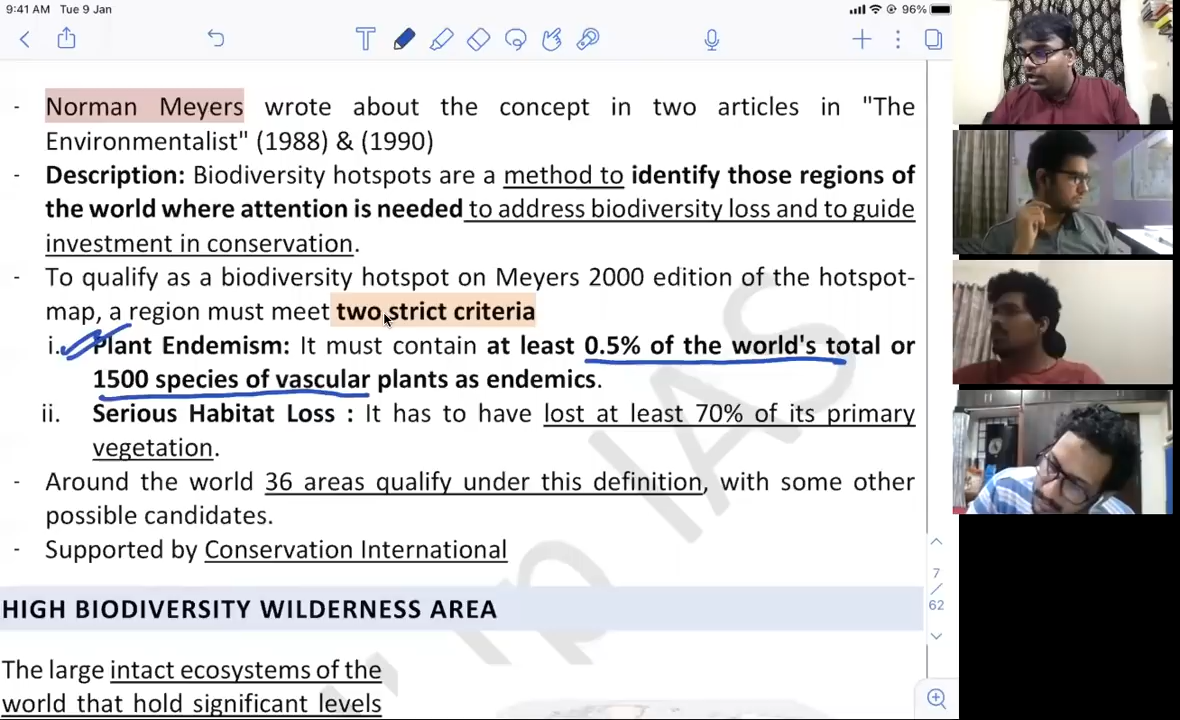 9:41 AM Tue 9 Jan
96%
- Norman Meyers wrote about the concept in two articles in "The
Environmentalist" (1988) & (1990)
- Description: Biodiversity hotspots are a method to identify those regions of
the world where attention is needed to address biodiversity loss and to guide
investment in conservation.
- To qualify as a biodiversity hotspot on Meyers 2000 edition of the hotspot-
map, a region must meet two strict criteria
i. Plant Endemism: It must contain at least 0.5% of the world's total or
1500 species of vascular plants as endemics.
ii. Serious Habitat Loss : It has to have lost at least 70% of its primary
vegetation.
- Around the world 36 areas qualify under this definition, with some other
possible candidates.
- Supported by Conservation International
7
/
62
HIGH BIODIVERSITY WILDERNESS AREA
The large intact ecosystems of the
world that hold significant levels
IAS